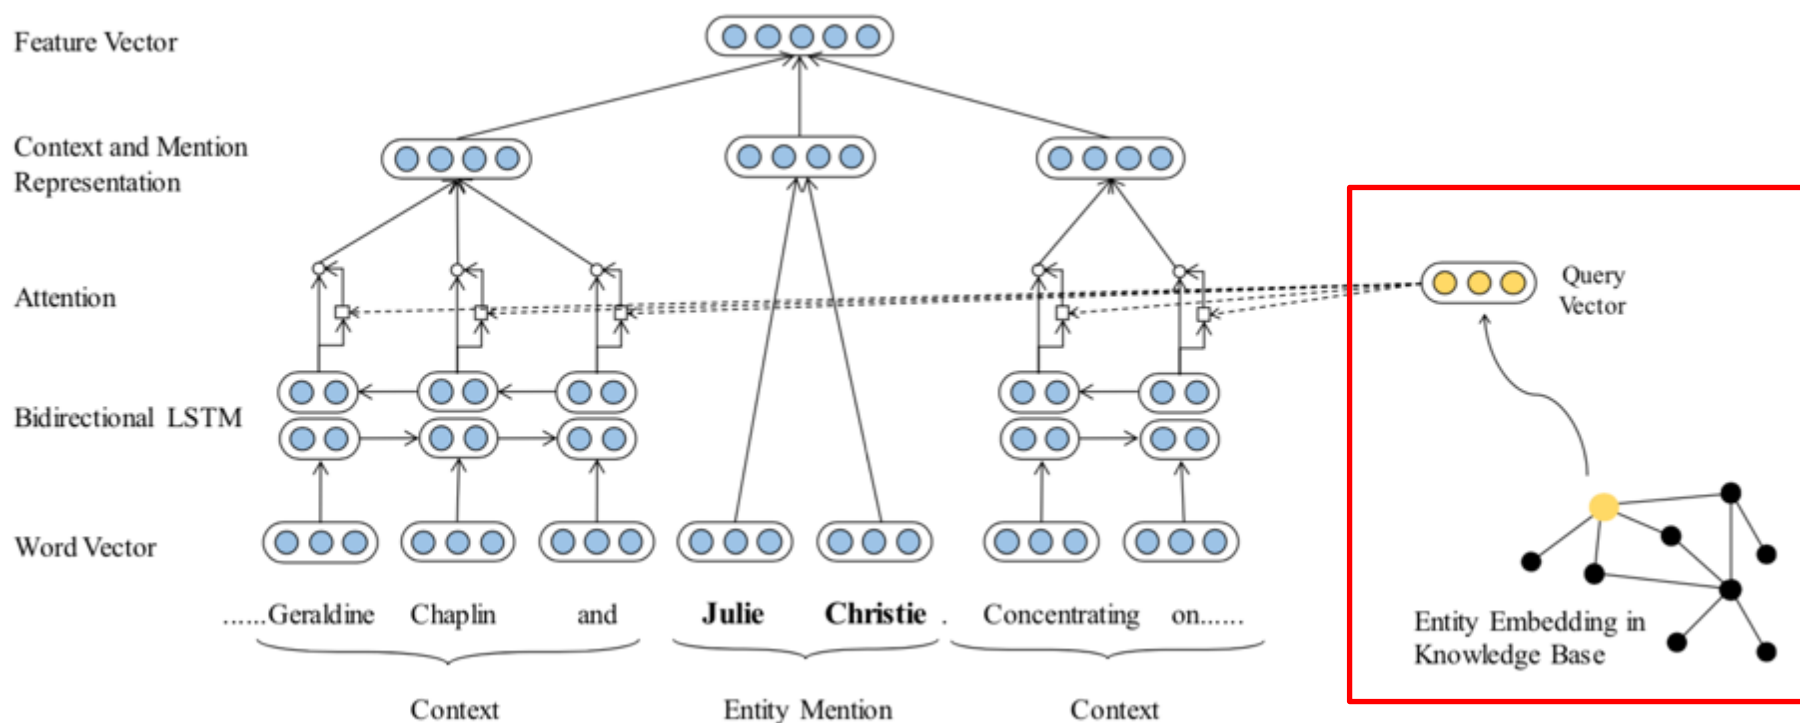 Feature Vector
Context and Mention
Representation
Attention
Query
Vector
Bidirectional LSTM
Word Vector
......Geraldine Chaplin and Julie Christie . Concentrating on......
Entity Embedding in
Knowledge Base
Context Entity Mention Context